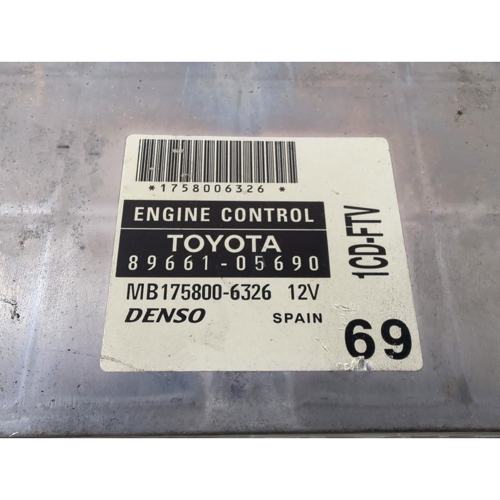 *1758006326*
ENGINE CONTROL
TOYOTA
89661-05690
MB175800-6326 12V
DENSO SPAIN
1CD-FTV
69